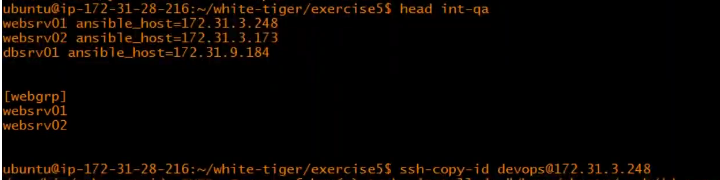 ubuntu@ip-172-31-28-216:~/white-tiger/exercise5$ head int-qa
websrv01 ansible_host=172.31.3.248
websrv02 ansible_host=172.31.3.173
dbsrv01 ansible_host=172.31.9.184
[webgrp]
websrv01
websrv02
ubuntu@ip-172-31-28-216:~/white-tiger/exercise5$ ssh-copy-id devops@172.31.3.248